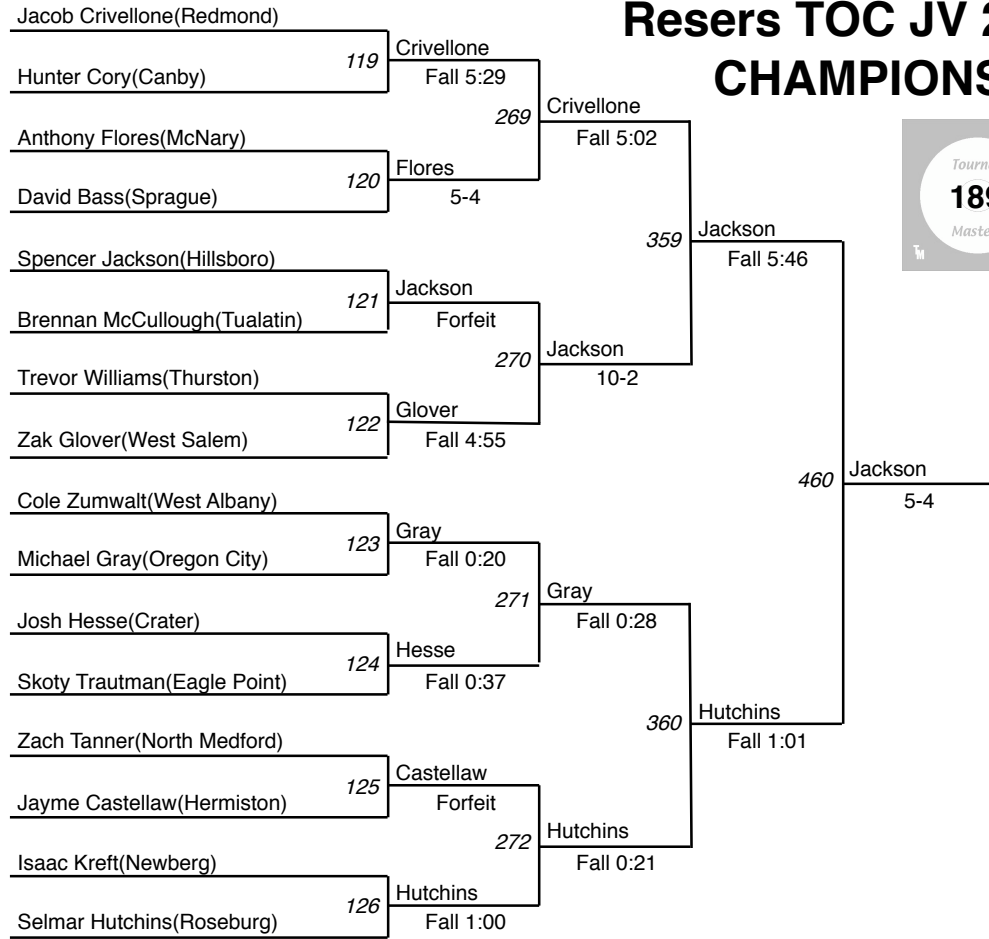 Resers TOC JV 2
CHAMPIONS
Tourn
189
Maste
TM
Jacob Crivellone(Redmond)
119
Crivellone
Hunter Cory(Canby)
Fall 5:29
269
Crivellone
Fall 5:02
Anthony Flores(McNary)
120
Flores
David Bass(Sprague)
5-4
359
Jackson
Fall 5:46
Spencer Jackson(Hillsboro)
121
Jackson
Brennan McCullough(Tualatin)
Forfeit
270
Jackson
10-2
Trevor Williams(Thurston)
122
Glover
Zak Glover(West Salem)
Fall 4:55
460
Jackson
5-4
Cole Zumwalt(West Albany)
123
Gray
Michael Gray(Oregon City)
Fall 0:20
271
Gray
Fall 0:28
Josh Hesse(Crater)
124
Hesse
Skoty Trautman(Eagle Point)
Fall 0:37
360
Hutchins
Fall 1:01
Zach Tanner(North Medford)
125
Castellaw
Jayme Castellaw(Hermiston)
Forfeit
272
Hutchins
Fall 0:21
Isaac Kreft(Newberg)
126
Hutchins
Selmar Hutchins(Roseburg)
Fall 1:00